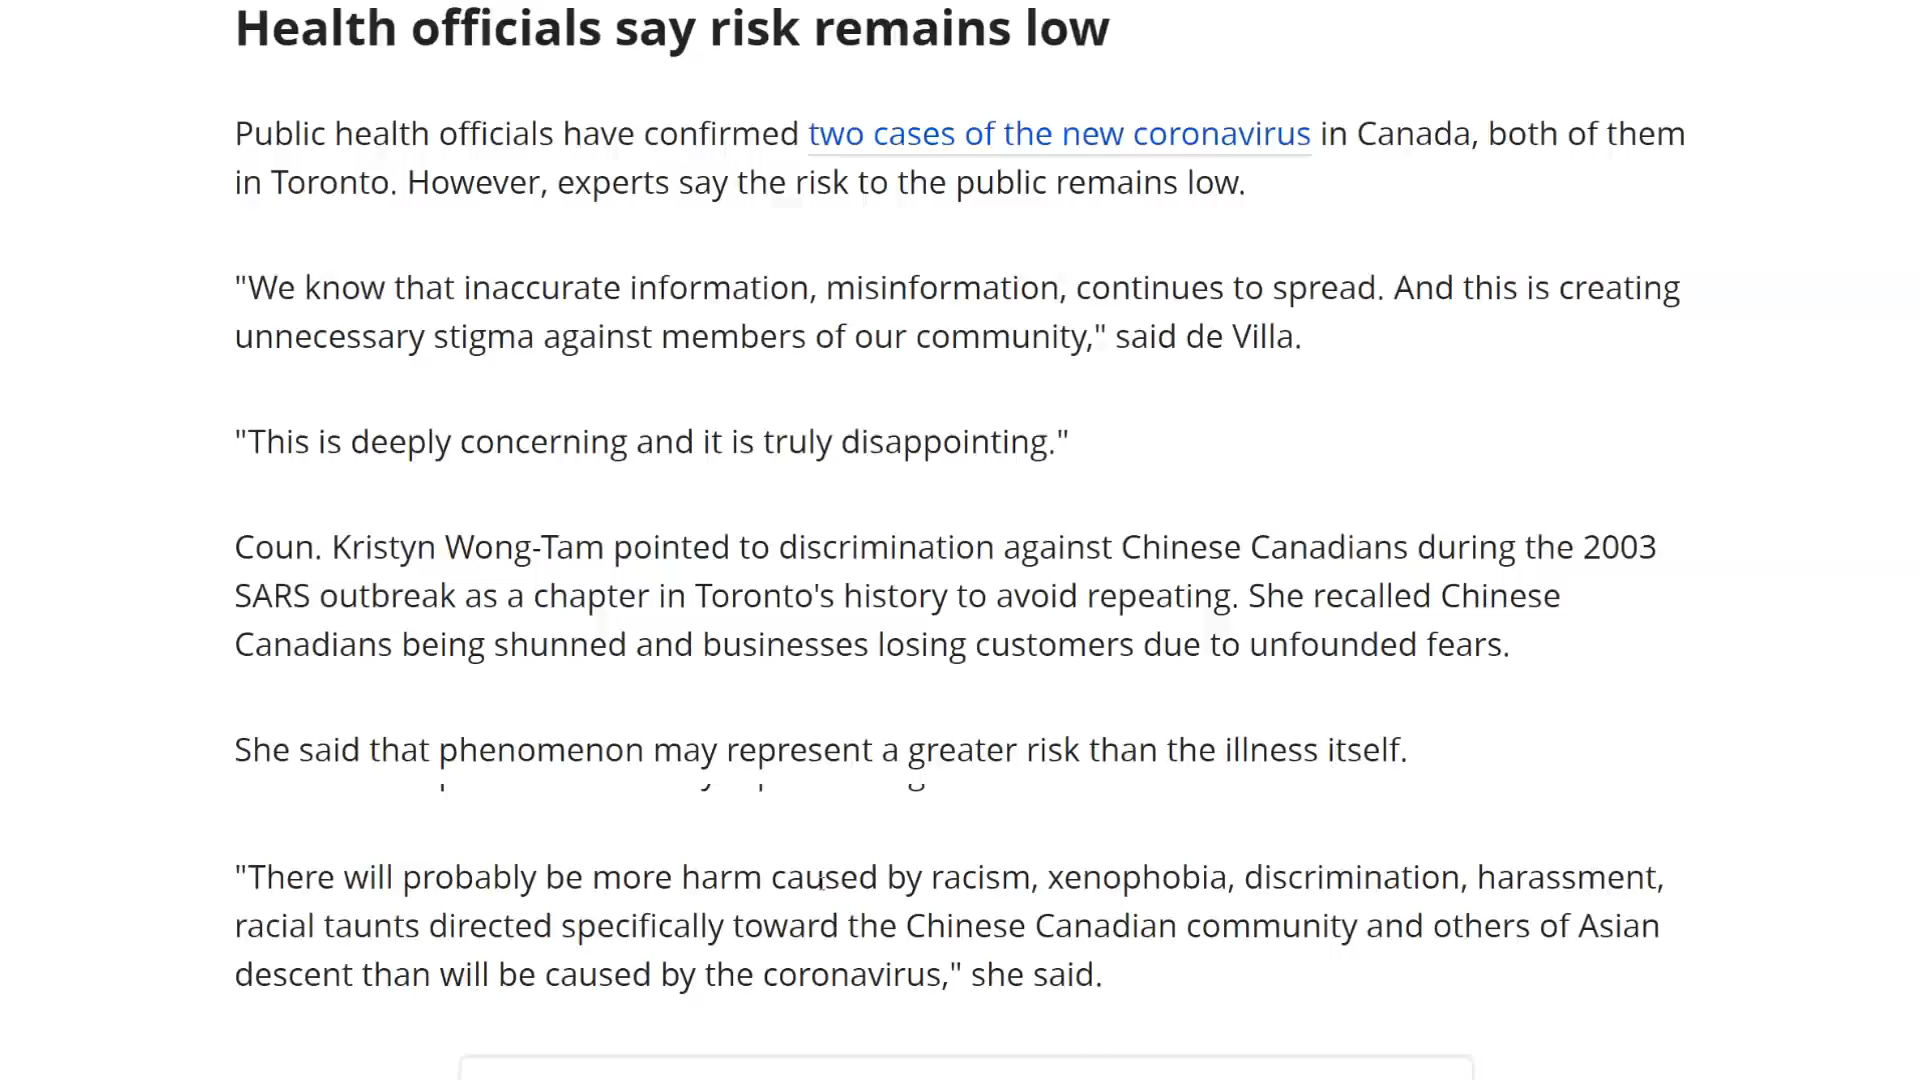 Health officials say risk remains low
Public health officials have confirmed two cases of the new coronavirus in Canada, both of them
in Toronto. However, experts say the risk to the public remains low.
"We know that inaccurate information, misinformation, continues to spread. And this is creating
unnecessary stigma against members of our community," said de Villa.
"This is deeply concerning and it is truly disappointing."
Coun. Kristyn Wong-Tam pointed to discrimination against Chinese Canadians during the 2003
SARS outbreak as a chapter in Toronto's history to avoid repeating. She recalled Chinese
Canadians being shunned and businesses losing customers due to unfounded fears.
She said that phenomenon may represent a greater risk than the illness itself.
"There will probably be more harm caused by racism, xenophobia, discrimination, harassment,
racial taunts directed specifically toward the Chinese Canadian community and others of Asian
descent than will be caused by the coronavirus," she said.